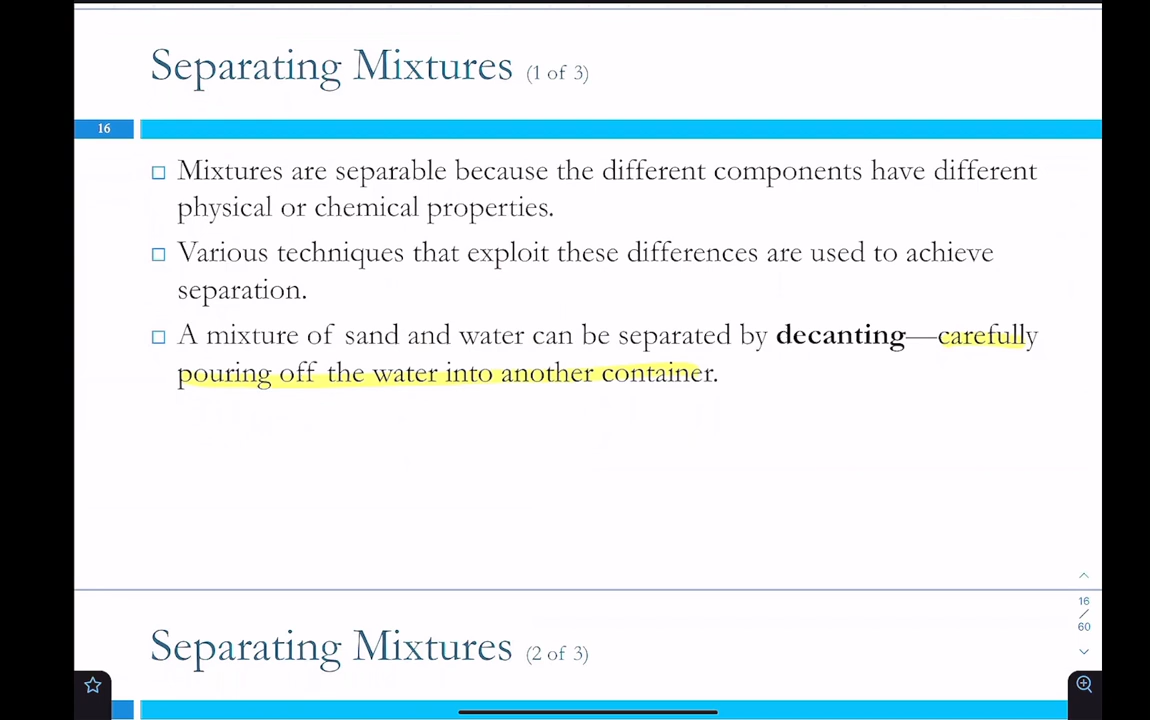 Separating Mixtures (1 of 3)
16
Mixtures are separable because the different components have different
physical or chemical properties.
Various techniques that exploit these differences are used to achieve
separation.
A mixture of sand and water can be separated by decanting—carefully
pouring off the water into another container.
16
/
60
Separating Mixtures (2 of 3)